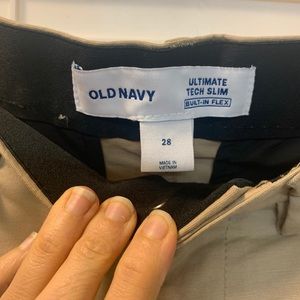 OLD NAVY
ULTIMATE
TECH SLIM
BUILT-IN FLEX
28
MADE IN
VIETNAM